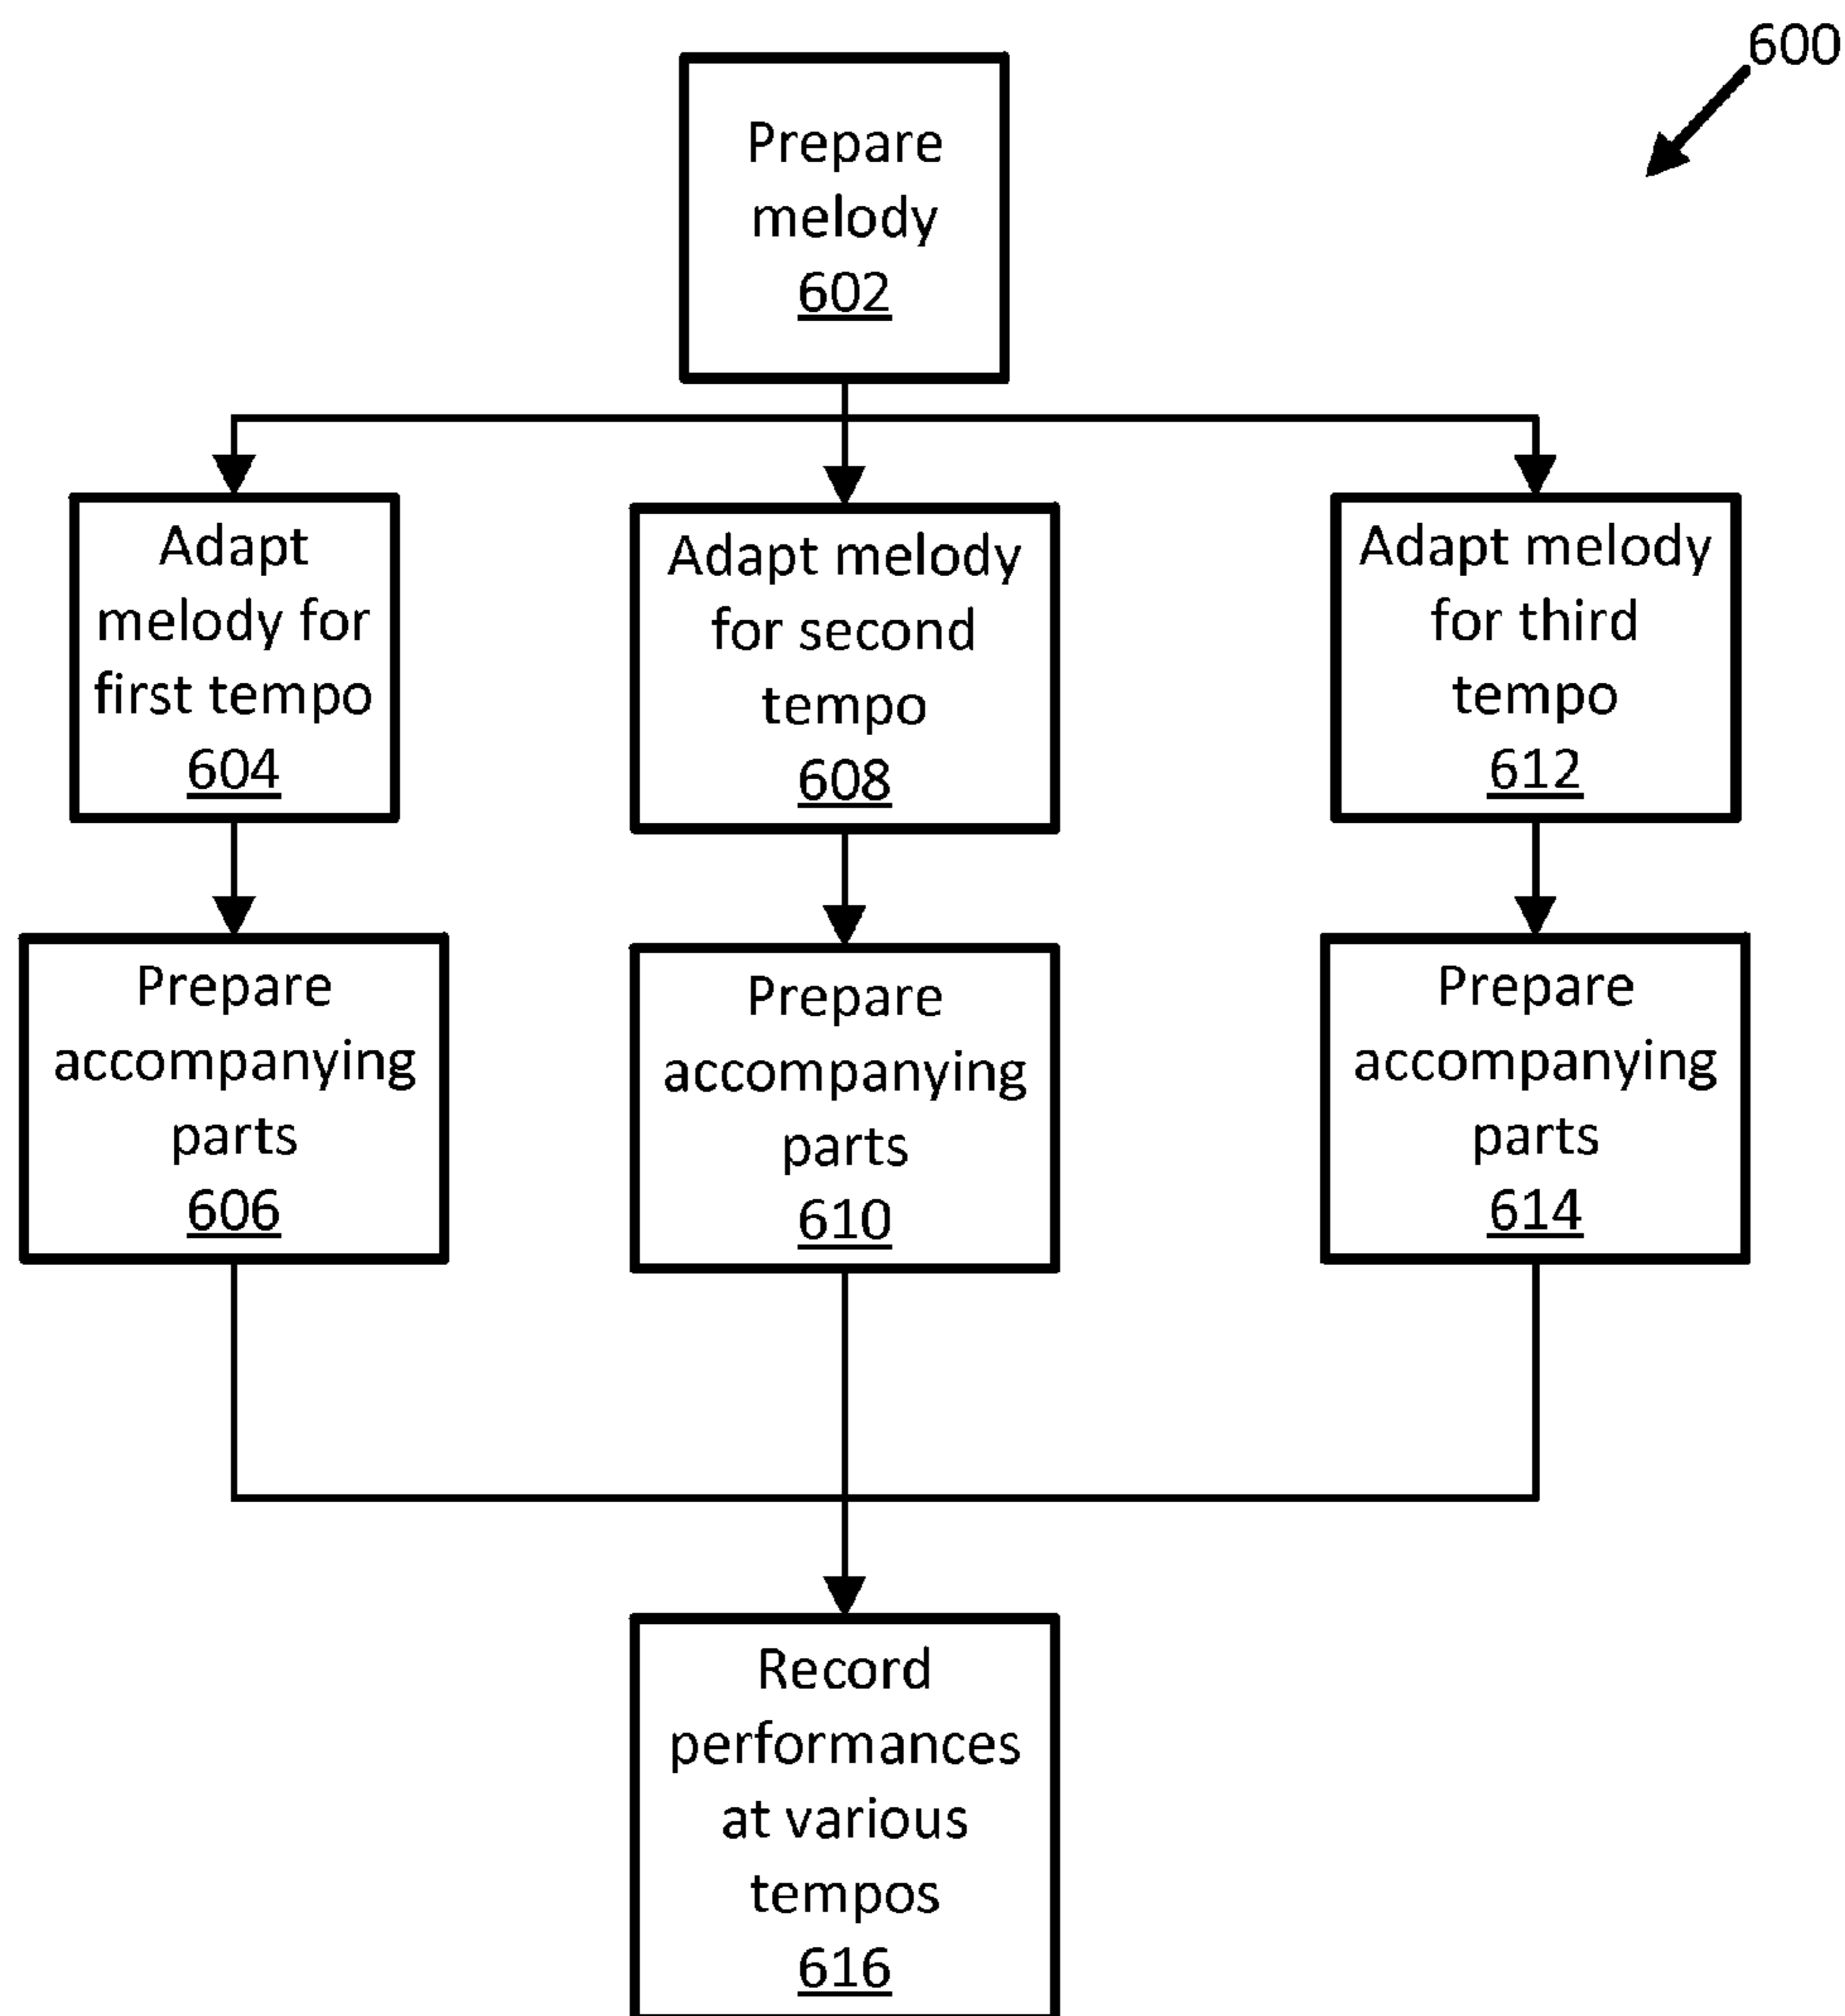 600
Prepare
melody
602
Adapt
melody for
first tempo
604
Adapt melody
for second
tempo
608
Adapt melody
for third
tempo
612
Prepare
accompanying
parts
606
Prepare
accompanying
parts
610
Prepare
accompanying
parts
614
Record
performances
at various
tempos
616